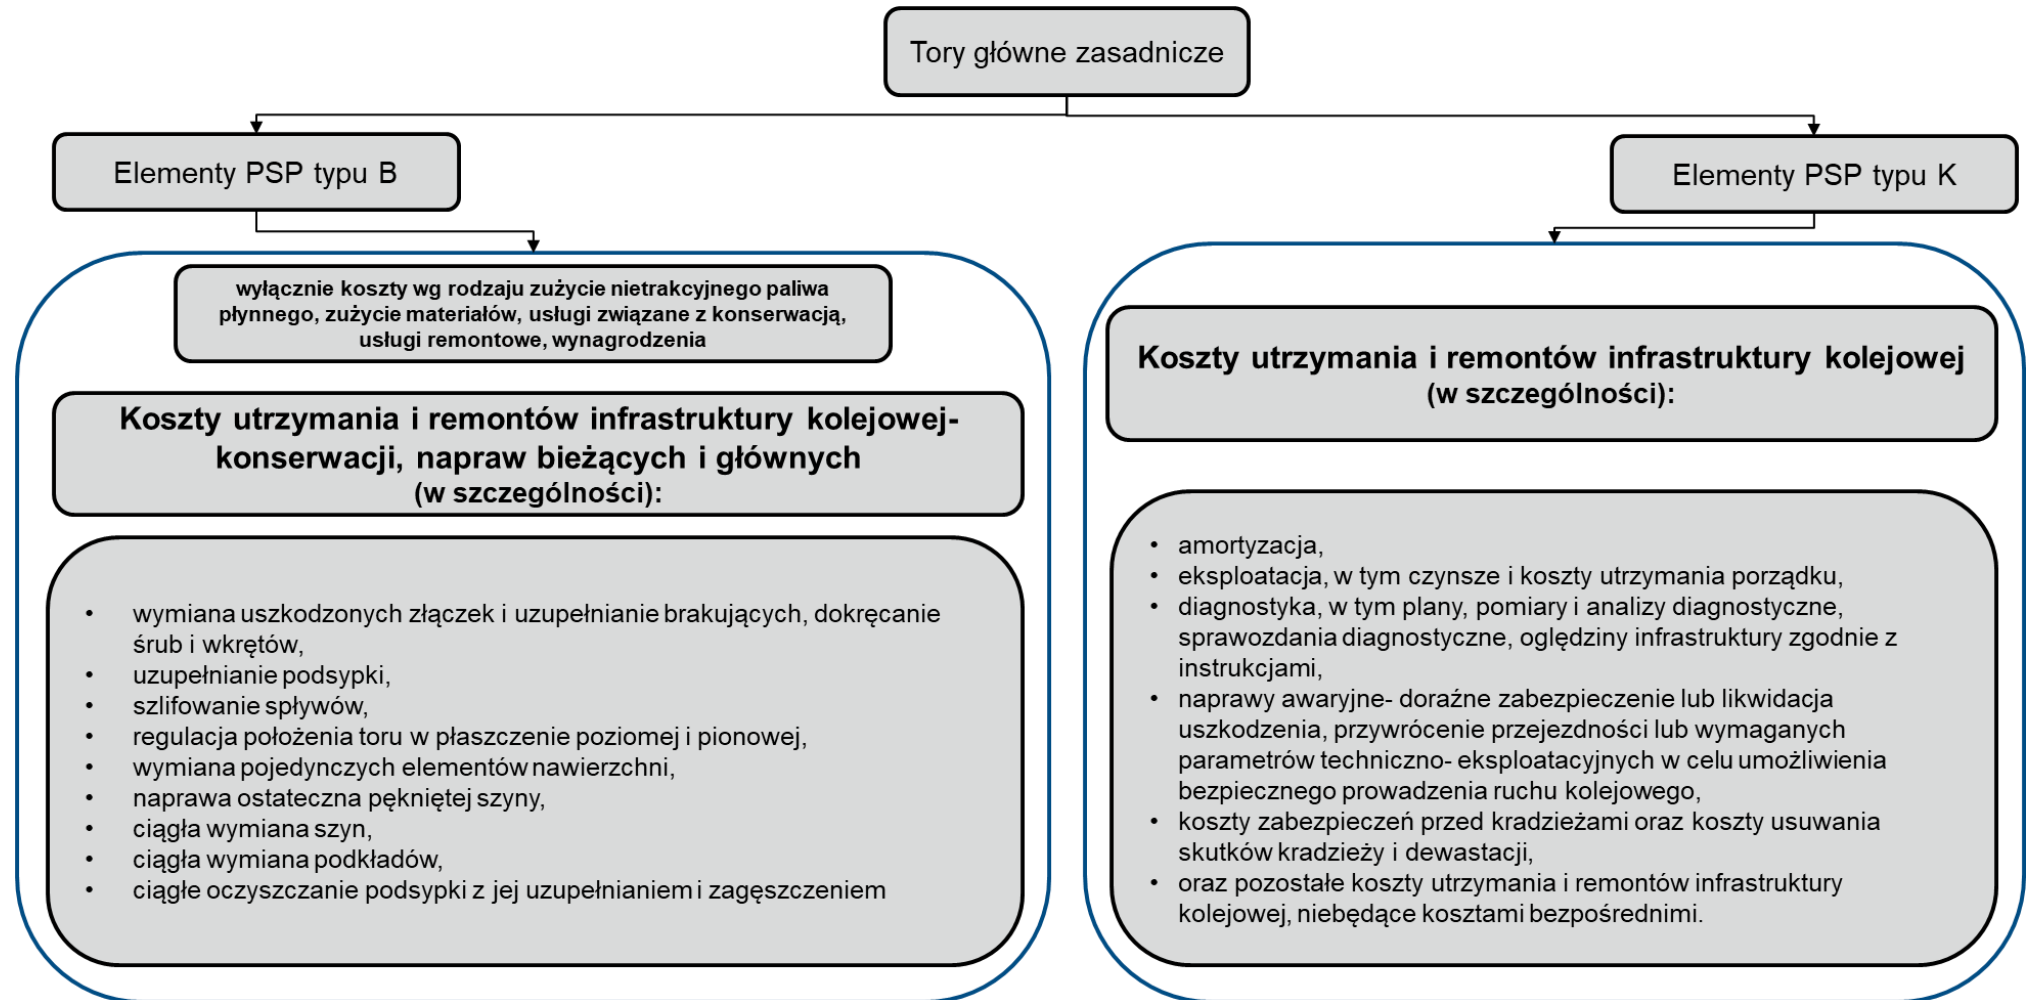 Tory główne zasadnicze
Elementy PSP typu B
Elementy PSP typu K
wyłącznie koszty wg rodzaju zużycie nietrakcyjnego paliwa
płynnego, zużycie materiałów, usługi związane z konserwacją,
usługi remontowe, wynagrodzenia
Koszty utrzymania i remontów infrastruktury kolejowej-
konserwacji, napraw bieżących i głównych
(w szczególności):
• wymiana uszkodzonych złączek i uzupełnianie brakujących, dokręcanie
śrub i wkrętów,
• uzupełnianie podsypki,
• szlifowanie spływów,
• regulacja położenia toru w płaszczenie poziomej i pionowej,
• wymiana pojedynczych elementów nawierzchni,
• naprawa ostateczna pękniętej szyny,
• ciągła wymiana szyn,
• ciągła wymiana podkładów,
• ciągłe oczyszczanie podsypki z jej uzupełnianiem i zagęszczeniem
Koszty utrzymania i remontów infrastruktury kolejowej
(w szczególności):
• amortyzacja,
• eksploatacja, w tym czynsze i koszty utrzymania porządku,
• diagnostyka, w tym plany, pomiary i analizy diagnostyczne,
sprawozdania diagnostyczne, oględziny infrastruktury zgodnie z
instrukcjami,
• naprawy awaryjne- doraźne zabezpieczenie lub likwidacja
uszkodzenia, przywrócenie przejezdności lub wymaganych
parametrów techniczno- eksploatacyjnych w celu umożliwienia
bezpiecznego prowadzenia ruchu kolejowego,
• koszty zabezpieczeń przed kradzieżami oraz koszty usuwania
skutków kradzieży i dewastacji,
• oraz pozostałe koszty utrzymania i remontów infrastruktury
kolejowej, niebędące kosztami bezpośrednimi.